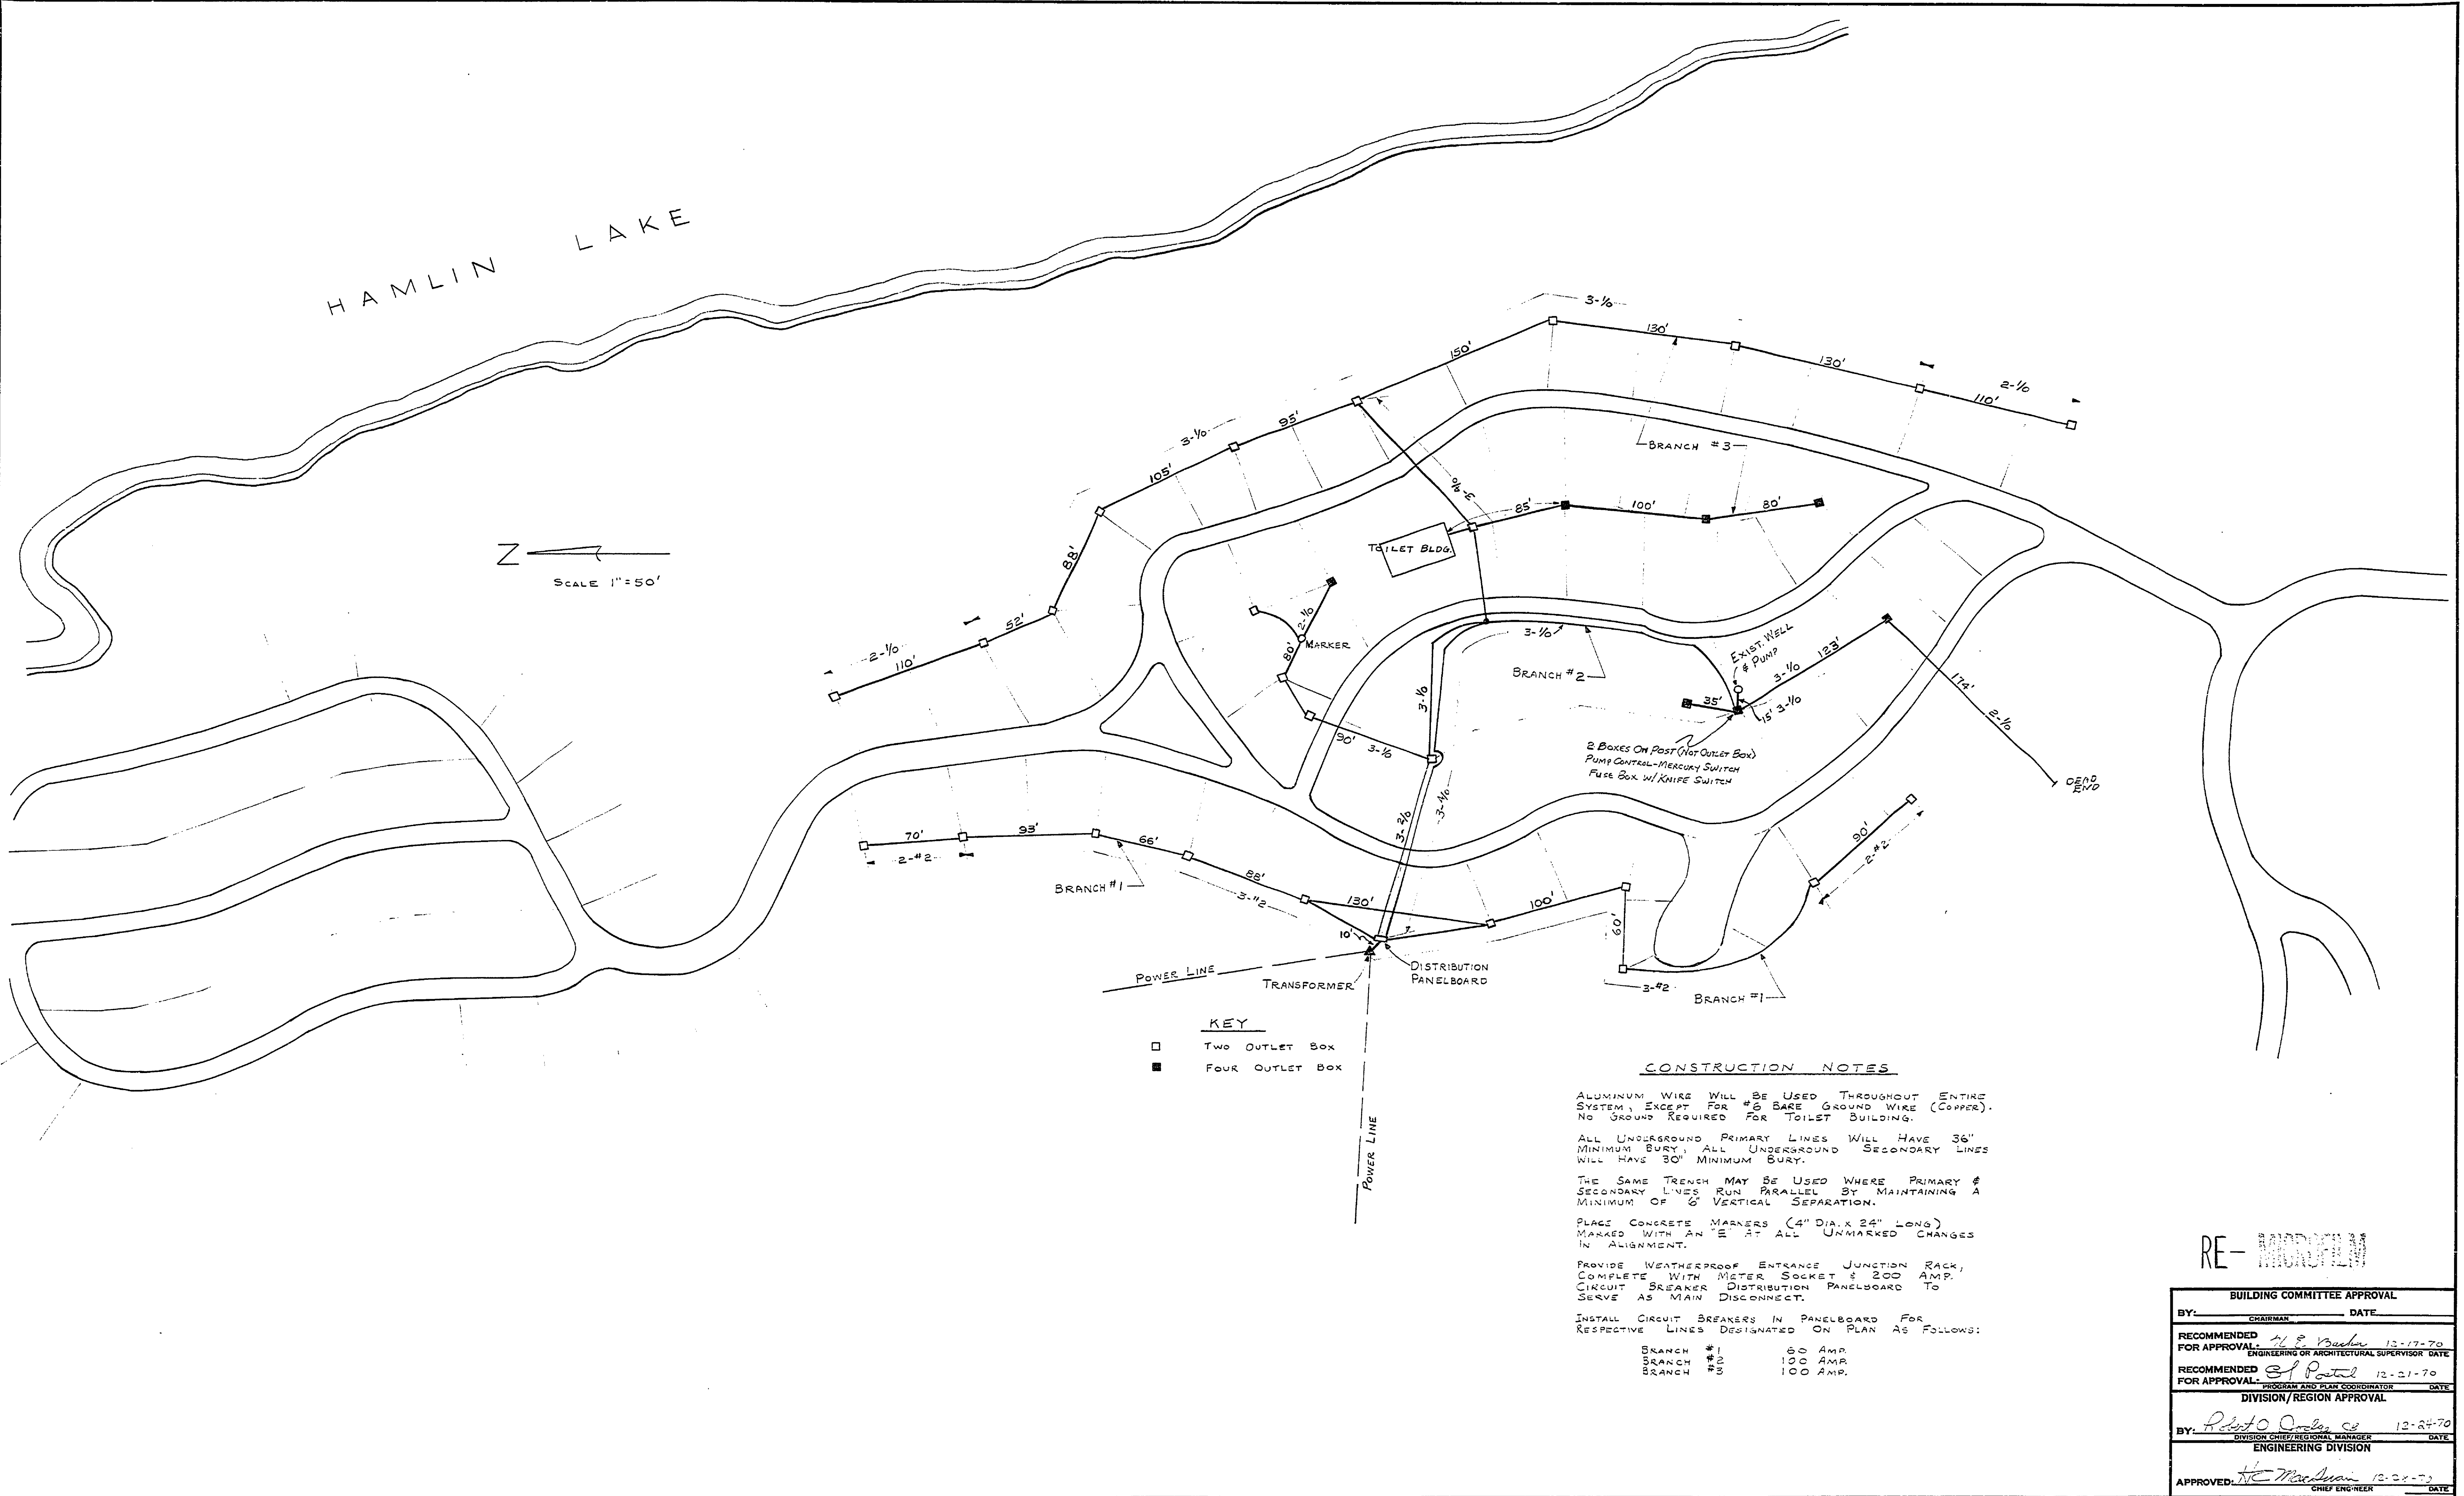 HAMLIN LAKE
Z
SCALE 1"=50'
3-1/0
130'
150'
130'
2-1/0
110'
95'
3-1/0
105'
BRANCH #3
3-1/0
85'
100'
80'
TOILET BLDG.
88'
52'
2-1/0
110'
2-1/0
MARKER
80'
3-1/0
BRANCH #2
EXIST. WELL
& PUMP
123'
3-1/0
174'
2-1/0
35'
15' 3-1/0
3-1/0
90'
3-1/0
2 BOXES ON POST (NOT OUTLET BOX)
PUMP CONTROL-MERCURY SWITCH
FUSE BOX W/KNIFE SWITCH
DEAD
END
3-2/0
70'
93'
66'
2-#2
BRANCH #1
88'
3-#2
130'
100'
60'
90'
2-#2
10'
POWER LINE
TRANSFORMER
DISTRIBUTION
PANELBOARD
3-#2
BRANCH #1
KEY
TWO OUTLET BOX
FOUR OUTLET BOX
POWER LINE
CONSTRUCTION NOTES
ALUMINUM WIRE WILL BE USED THROUGHOUT ENTIRE
SYSTEM, EXCEPT FOR #6 BARE GROUND WIRE (COPPER).
NO GROUND REQUIRED FOR TOILET BUILDING.
ALL UNDERGROUND PRIMARY LINES WILL HAVE 36"
MINIMUM BURY, ALL UNDERGROUND SECONDARY LINES
WILL HAVE 30" MINIMUM BURY.
THE SAME TRENCH MAY BE USED WHERE PRIMARY &
SECONDARY LINES RUN PARALLEL BY MAINTAINING A
MINIMUM OF 6" VERTICAL SEPARATION.
PLACE CONCRETE MARKERS (4" DIA. X 24" LONG)
MARKED WITH AN "E" AT ALL UNMARKED CHANGES
IN ALIGNMENT.
PROVIDE WEATHERPROOF ENTRANCE JUNCTION RACK,
COMPLETE WITH METER SOCKET & 200 AMP.
CIRCUIT BREAKER DISTRIBUTION PANELBOARD TO
SERVE AS MAIN DISCONNECT.
INSTALL CIRCUIT BREAKERS IN PANELBOARD FOR
RESPECTIVE LINES DESIGNATED ON PLAN AS FOLLOWS:
BRANCH #1 60 AMP.
BRANCH #2 100 AMP.
BRANCH #3 100 AMP.
RE- MICROFILM
BUILDING COMMITTEE APPROVAL
BY: DATE
CHAIRMAN
RECOMMENDED
FOR APPROVAL: 12-17-70
ENGINEERING OR ARCHITECTURAL SUPERVISOR DATE
RECOMMENDED
FOR APPROVAL: 12-21-70
PROGRAM AND PLAN COORDINATOR DATE
DIVISION/REGION APPROVAL
BY: Robert O 12-24-70
DIVISION CHIEF/REGIONAL MANAGER DATE
ENGINEERING DIVISION
APPROVED:
CHIEF ENGINEER DATE